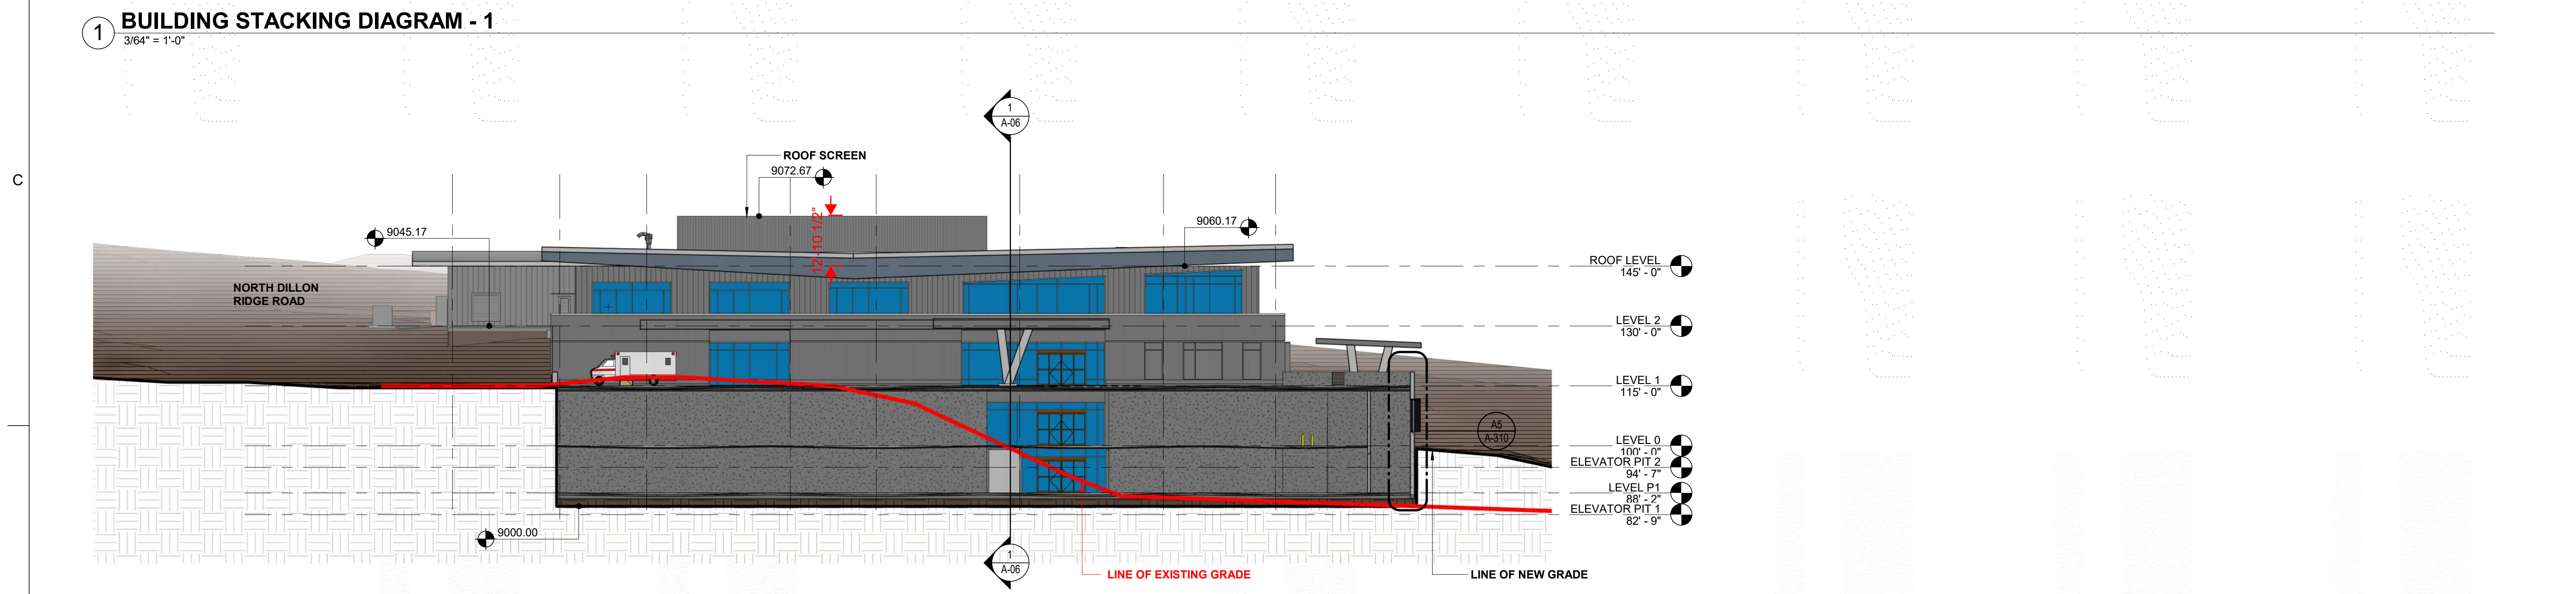 1
BUILDING STACKING DIAGRAM - 1
3/64" = 1'-0"
C
1
A-06
ROOF SCREEN
9072.67
9045.17
12'-10 1/2"
9060.17
NORTH DILLON
RIDGE ROAD
ROOF LEVEL
145' - 0"
LEVEL 2
130' - 0"
LEVEL 1
115' - 0"
A5
A-310
LEVEL 0
100' - 0"
ELEVATOR PIT 2
94' - 7"
LEVEL P1
88' - 2"
ELEVATOR PIT 1
82' - 9"
9000.00
1
A-06
LINE OF EXISTING GRADE
LINE OF NEW GRADE